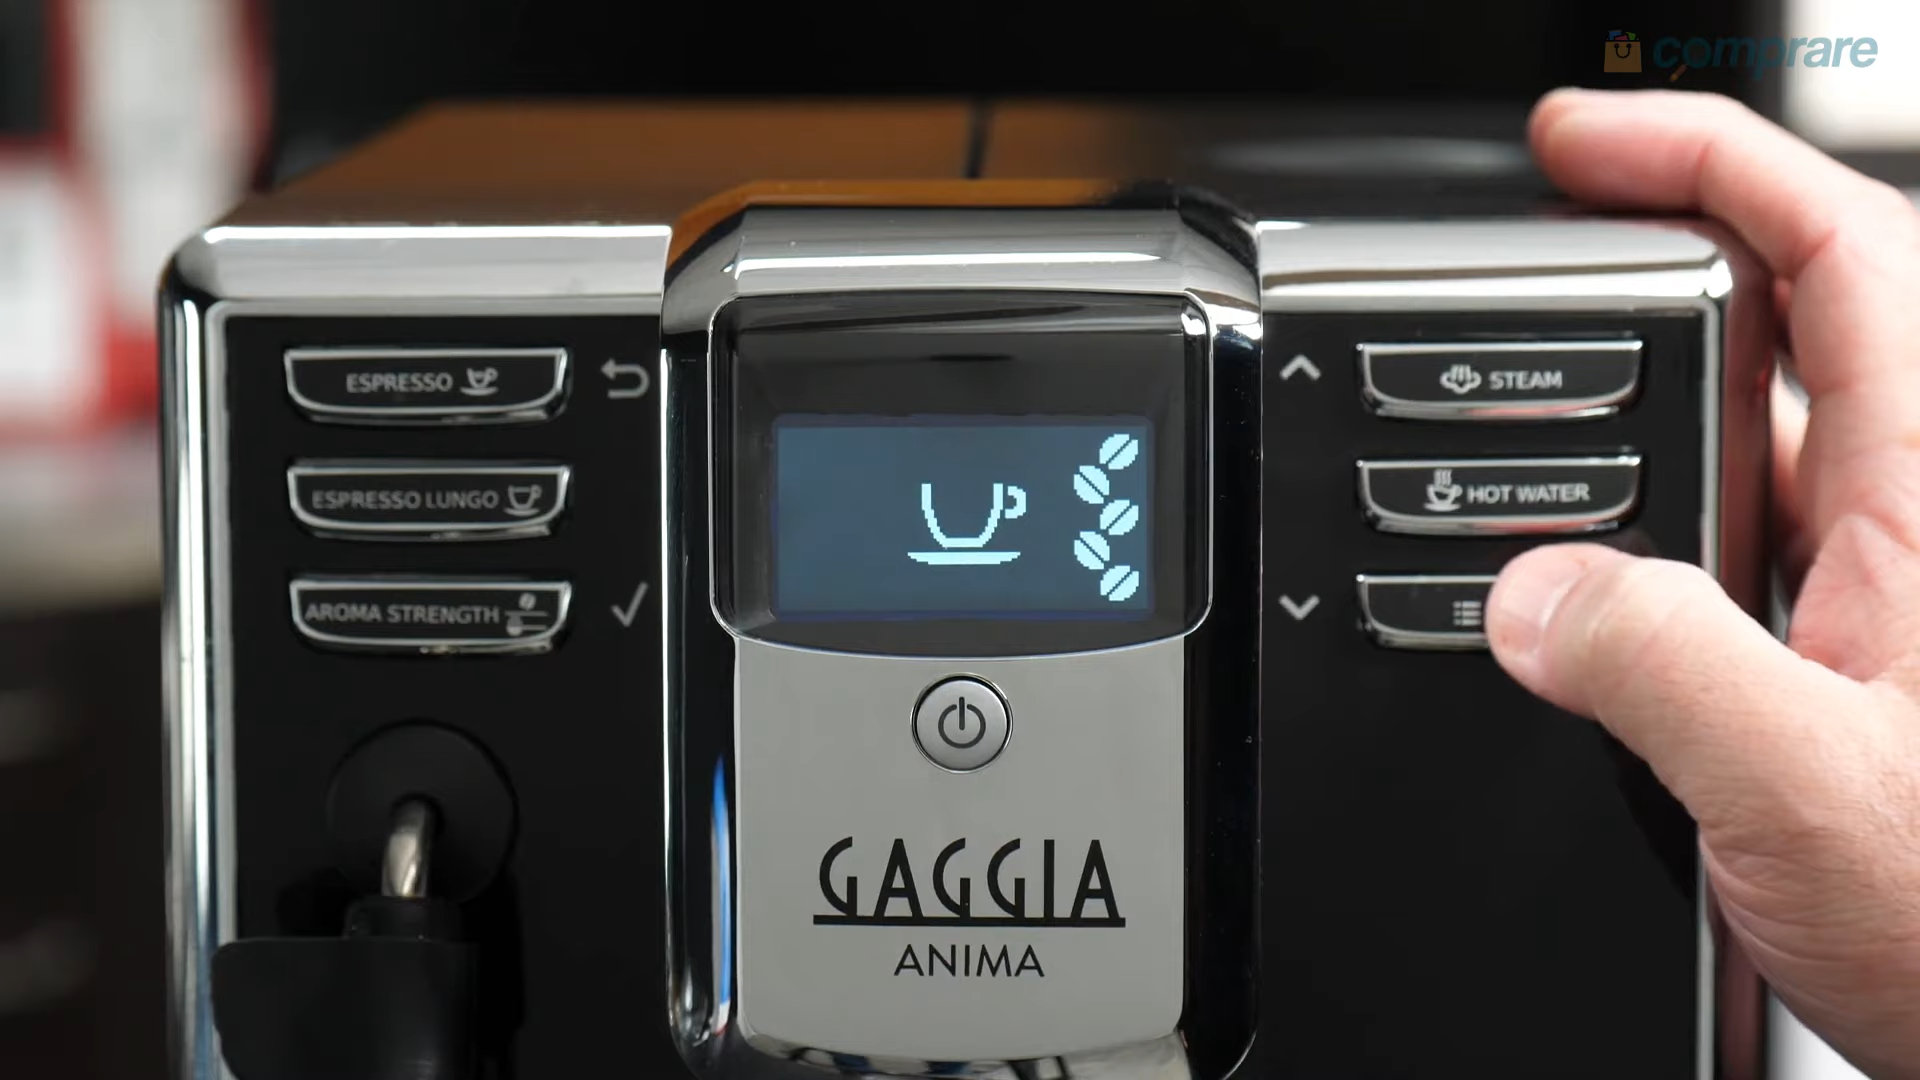 comprare
ESPRESSO
STEAM
ESPRESSO LUNGO
HOT WATER
AROMA STRENGTH
GAGGIA
ANIMA